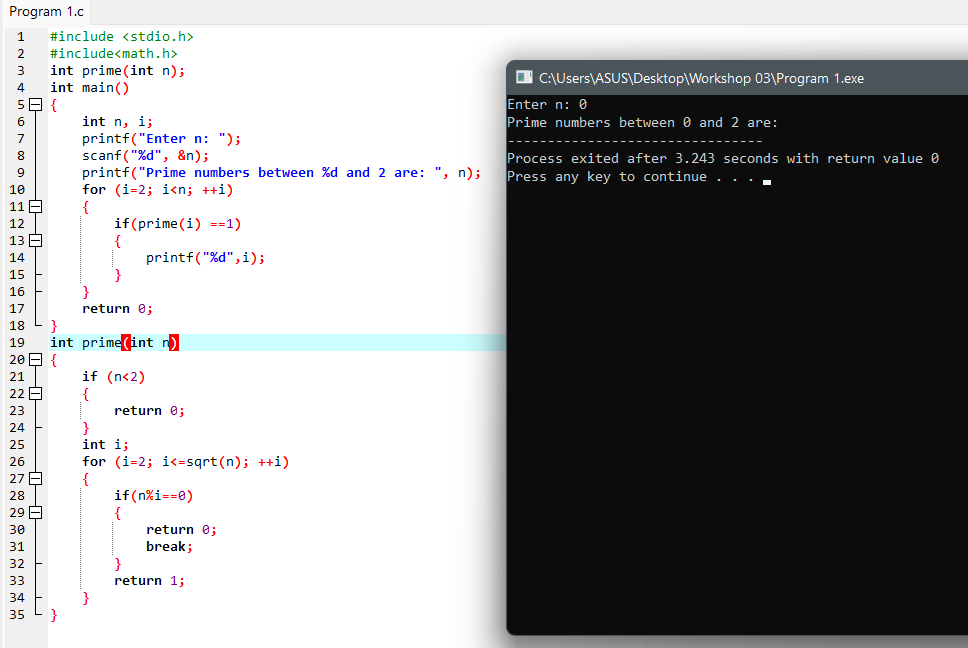 Program 1.c
1 #include <stdio.h>
2 #include<math.h>
3 int prime(int n);
4 int main()
5 {
6 int n, i;
7 printf("Enter n: ");
8 scanf("%d", &n);
9 printf("Prime numbers between %d and 2 are: ", n);
10 for (i=2; i<n; ++i)
11 {
12 if(prime(i) ==1)
13 {
14 printf("%d",i);
15 }
16 }
17 return 0;
18 }
19 int prime(int n)
20 {
21 if (n<2)
22 {
23 return 0;
24 }
25 int i;
26 for (i=2; i<=sqrt(n); ++i)
27 {
28 if(n%i==0)
29 {
30 return 0;
31 break;
32 }
33 return 1;
34 }
35 }
C:\Users\ASUS\Desktop\Workshop 03\Program 1.exe
Enter n: 0
Prime numbers between 0 and 2 are:
--------------------------------
Process exited after 3.243 seconds with return value 0
Press any key to continue . . .